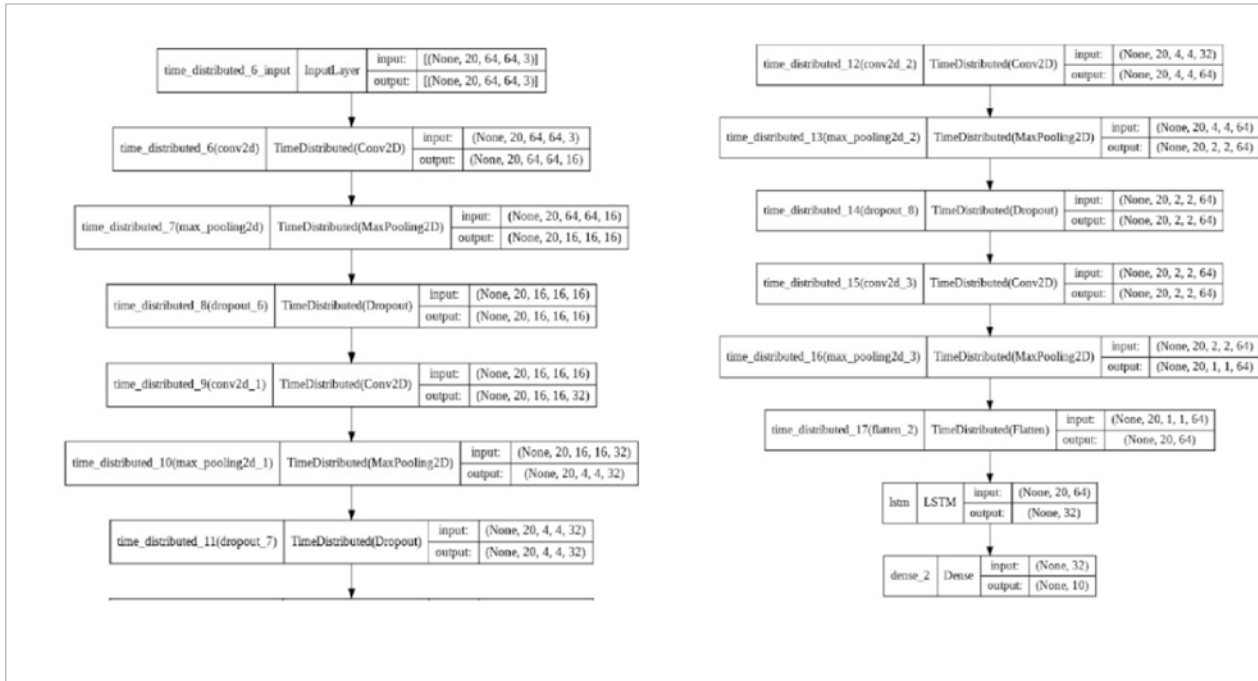 time_distributed_6_input InputLayer input: [(None, 20, 64, 64, 3)]
output: [(None, 20, 64, 64, 3)]
time_distributed_6(conv2d) TimeDistributed(Conv2D) input: (None, 20, 64, 64, 3)
output: (None, 20, 64, 64, 16)
time_distributed_7(max_pooling2d) TimeDistributed(MaxPooling2D) input: (None, 20, 64, 64, 16)
output: (None, 20, 16, 16, 16)
time_distributed_8(dropout_6) TimeDistributed(Dropout) input: (None, 20, 16, 16, 16)
output: (None, 20, 16, 16, 16)
time_distributed_9(conv2d_1) TimeDistributed(Conv2D) input: (None, 20, 16, 16, 16)
output: (None, 20, 16, 16, 32)
time_distributed_10(max_pooling2d_1) TimeDistributed(MaxPooling2D) input: (None, 20, 16, 16, 32)
output: (None, 20, 4, 4, 32)
time_distributed_11(dropout_7) TimeDistributed(Dropout) input: (None, 20, 4, 4, 32)
output: (None, 20, 4, 4, 32)
time_distributed_12(conv2d_2) TimeDistributed(Conv2D) input: (None, 20, 4, 4, 32)
output: (None, 20, 4, 4, 64)
time_distributed_13(max_pooling2d_2) TimeDistributed(MaxPooling2D) input: (None, 20, 4, 4, 64)
output: (None, 20, 2, 2, 64)
time_distributed_14(dropout_8) TimeDistributed(Dropout) input: (None, 20, 2, 2, 64)
output: (None, 20, 2, 2, 64)
time_distributed_15(conv2d_3) TimeDistributed(Conv2D) input: (None, 20, 2, 2, 64)
output: (None, 20, 2, 2, 64)
time_distributed_16(max_pooling2d_3) TimeDistributed(MaxPooling2D) input: (None, 20, 2, 2, 64)
output: (None, 20, 1, 1, 64)
time_distributed_17(flatten_2) TimeDistributed(Flatten) input: (None, 20, 1, 1, 64)
output: (None, 20, 64)
lstm LSTM input: (None, 20, 64)
output: (None, 32)
dense_2 Dense input: (None, 32)
output: (None, 10)